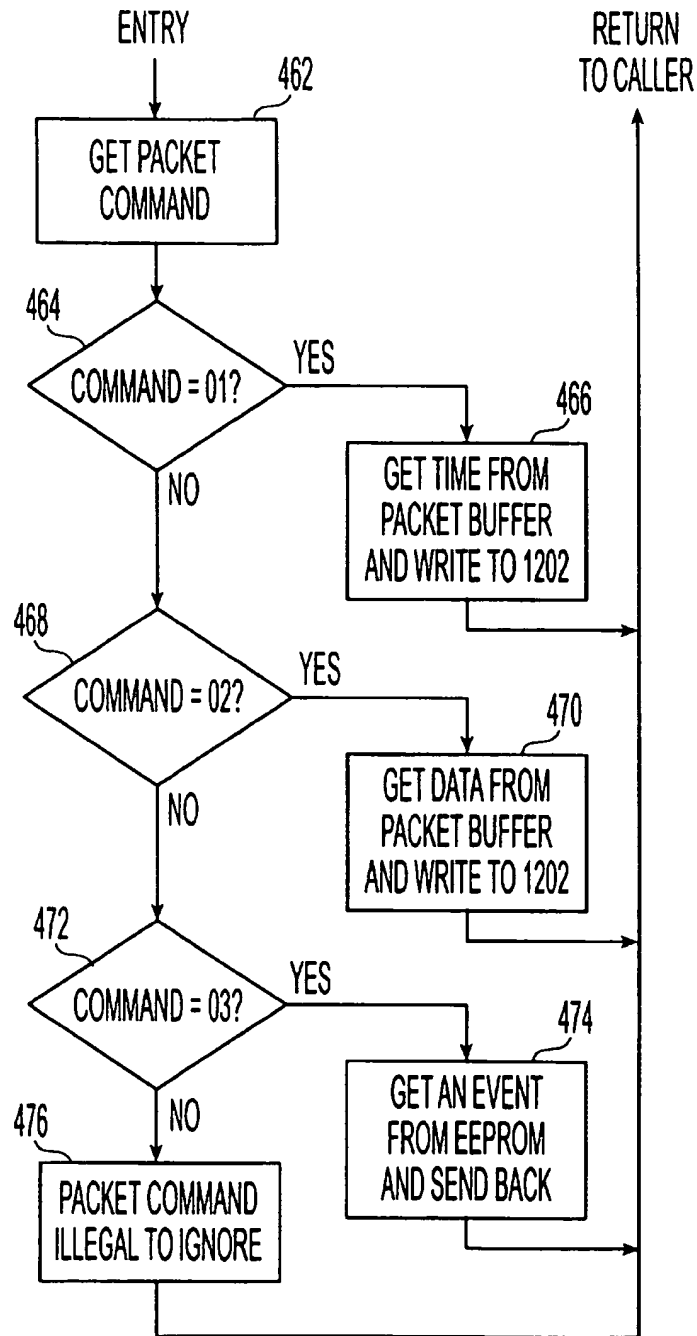 ENTRY
RETURN
TO CALLER
462
GET PACKET
COMMAND
464
COMMAND = 01?
YES
NO
466
GET TIME FROM
PACKET BUFFER
AND WRITE TO 1202
468
COMMAND = 02?
YES
NO
470
GET DATA FROM
PACKET BUFFER
AND WRITE TO 1202
472
COMMAND = 03?
YES
NO
474
GET AN EVENT
FROM EEPROM
AND SEND BACK
476
PACKET COMMAND
ILLEGAL TO IGNORE